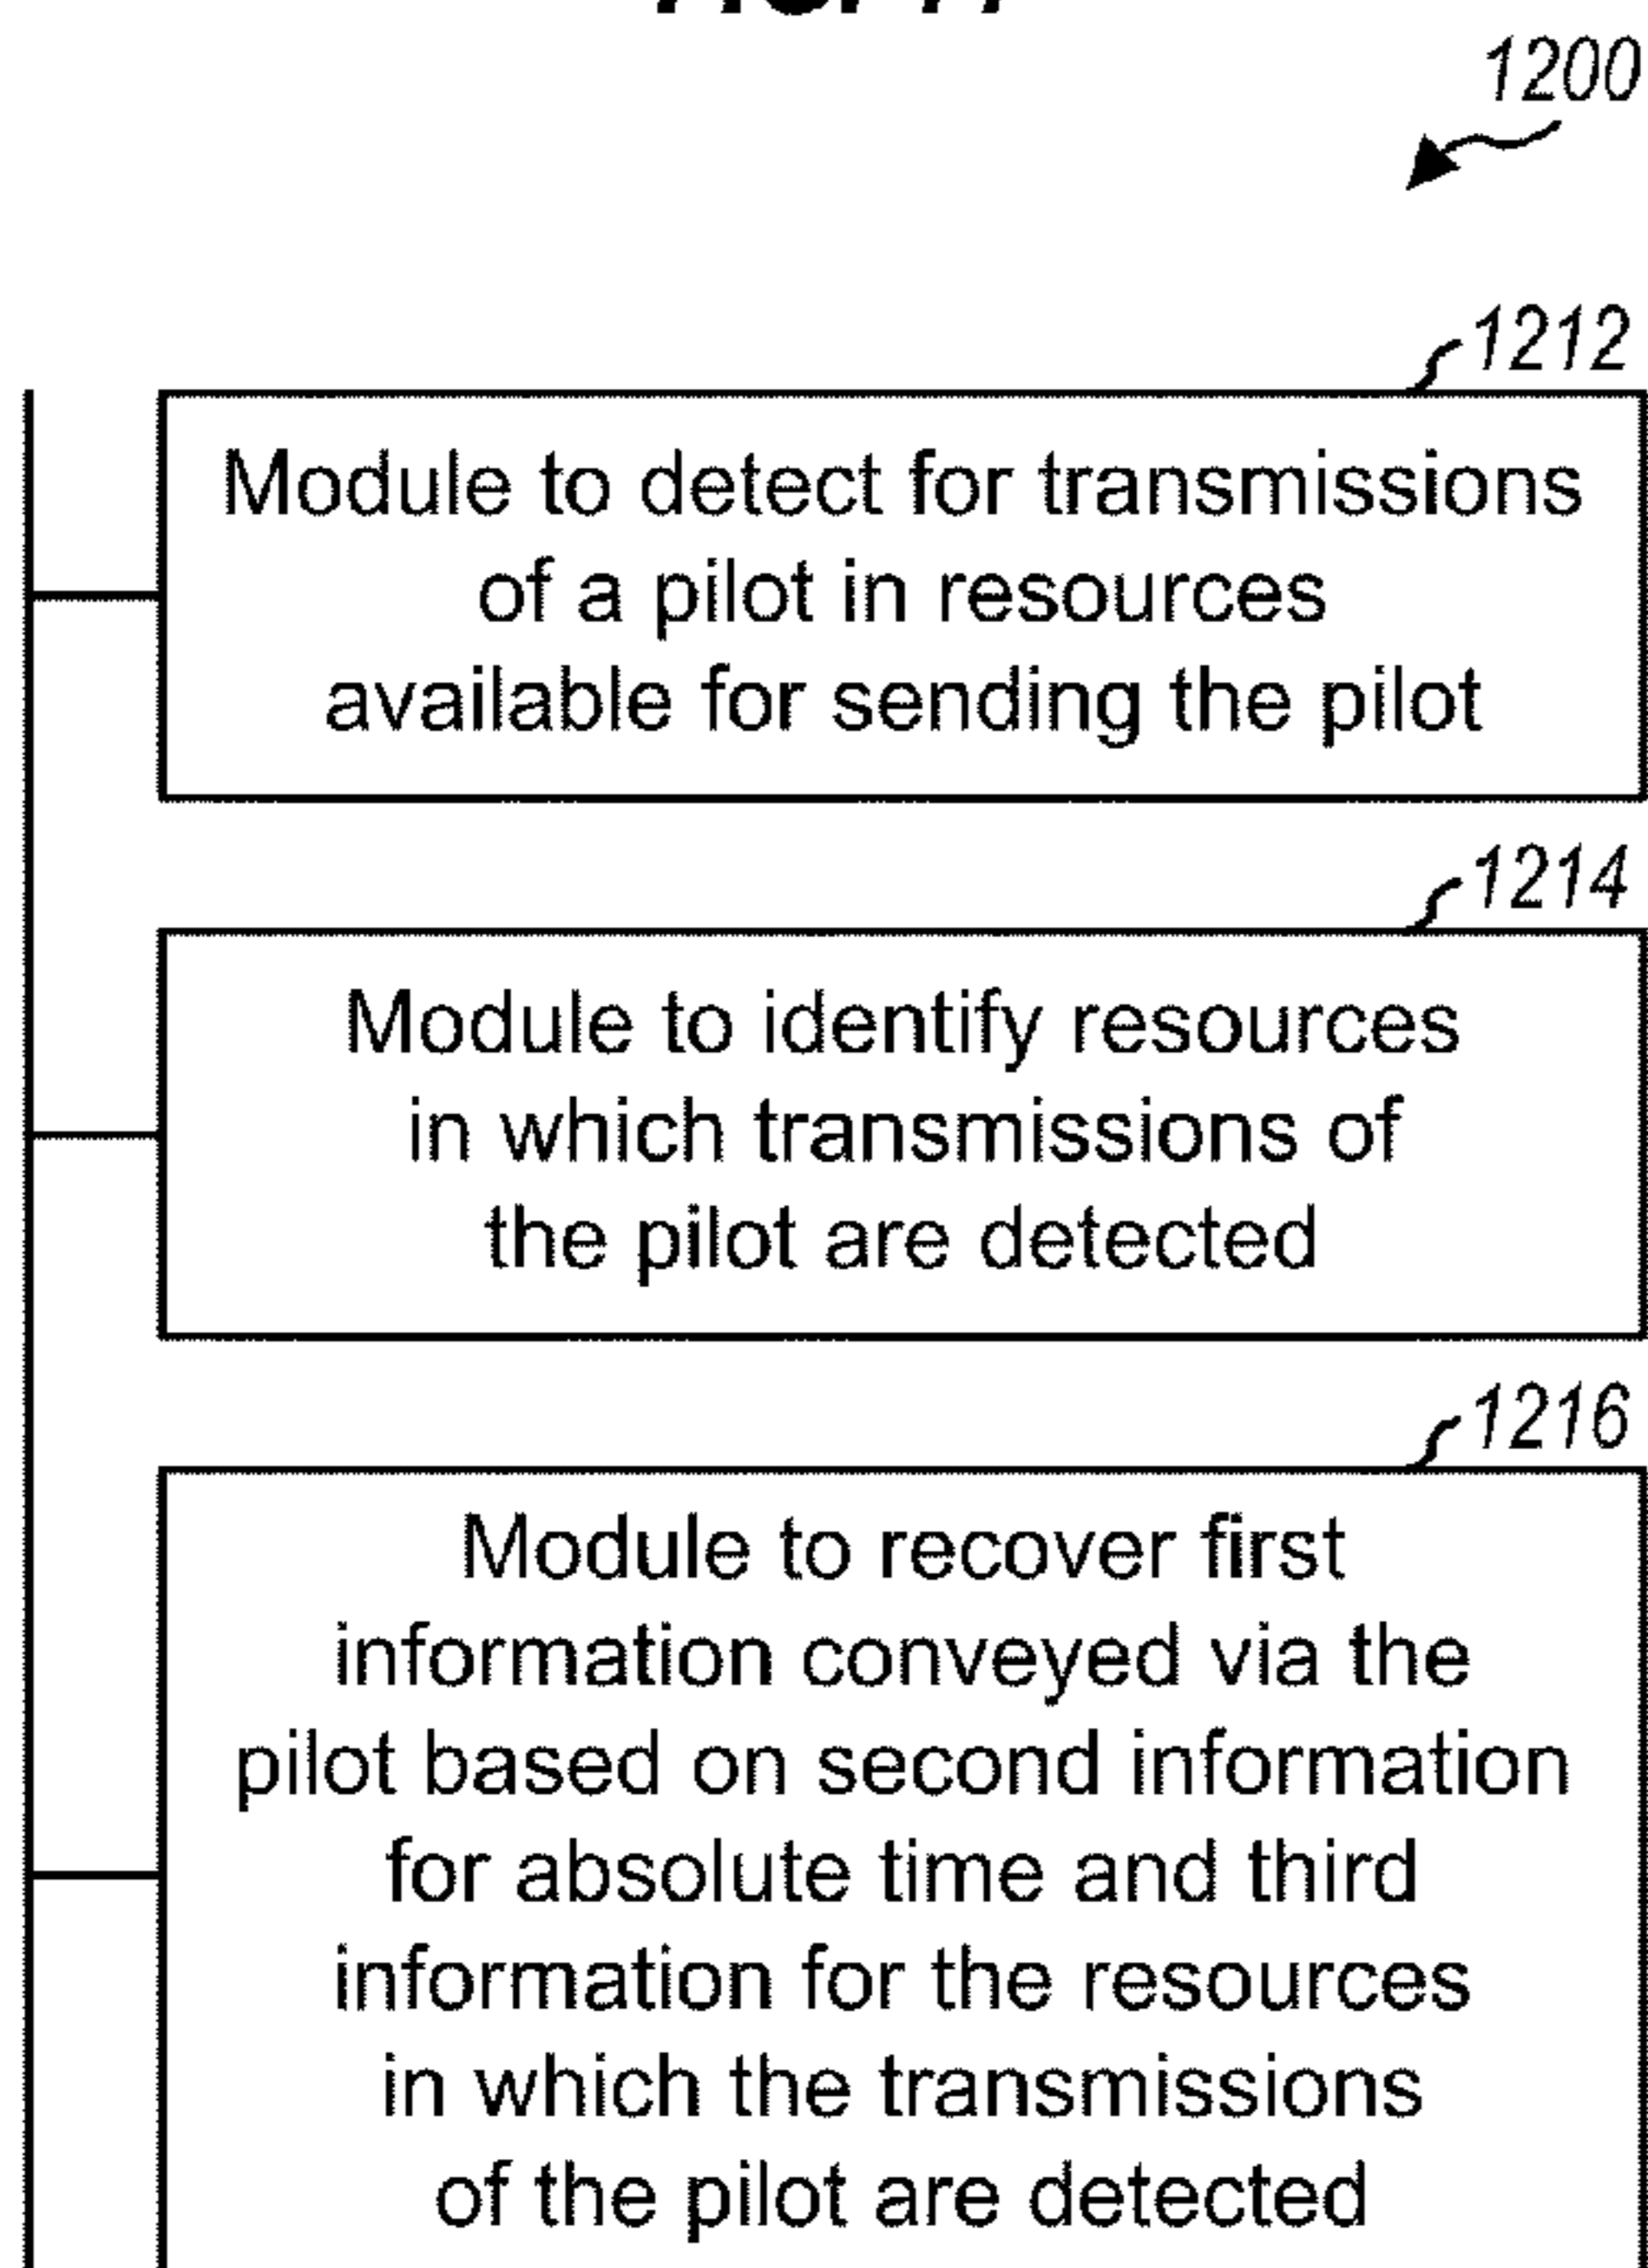 1200
1212
Module to detect for transmissions
of a pilot in resources
available for sending the pilot
1214
Module to identify resources
in which transmissions of
the pilot are detected
1216
Module to recover first
information conveyed via the
pilot based on second information
for absolute time and third
information for the resources
in which the transmissions
of the pilot are detected